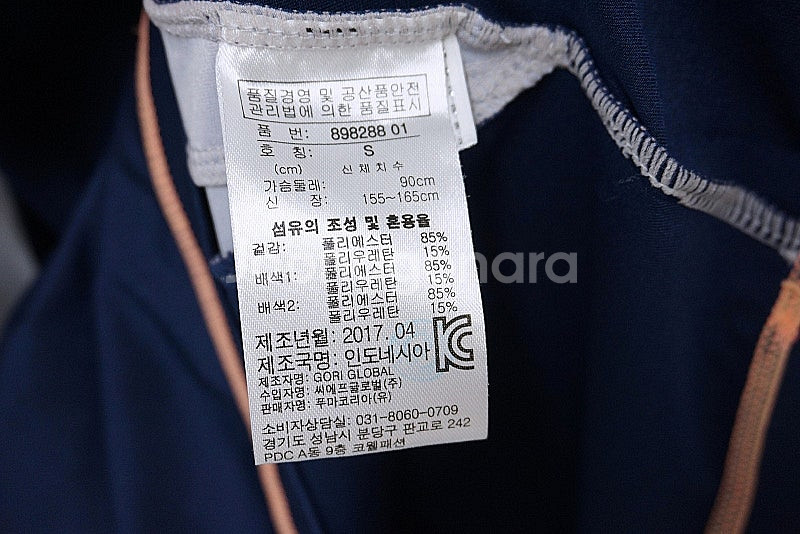 품질경영 및 공산품안전
관리법에 의한 품질표시
품 번: 898288 01
호 칭: S
(cm) 신체치수
가슴둘레: 90cm
신 장: 155~165cm
섬유의 조성 및 혼용율
겉감: 폴리에스터 85%
폴리우레탄 15%
배색1: 폴리에스터 85%
폴리우레탄 15%
배색2: 폴리에스터 85%
폴리우레탄 15%
제조년월: 2017. 04
제조국명: 인도네시아
제조자명: GORI GLOBAL
수입자명: 씨에프글로벌(주)
판매자명: 푸마코리아(유)
소비자상담실: 031-8060-0709
경기도 성남시 분당구 판교로 242
PDC A동 9층 코웰패션